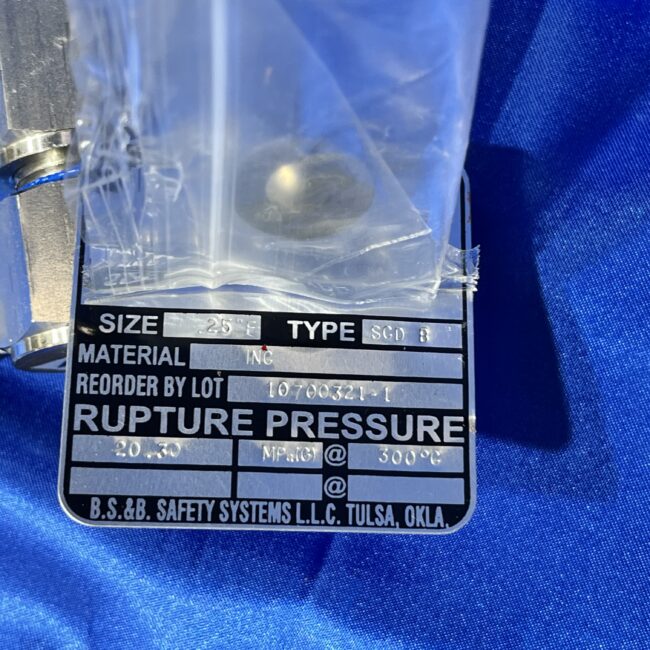 SIZE .25"F TYPE SCD B
MATERIAL INC
REORDER BY LOT 10700321-1
RUPTURE PRESSURE
20.30 MPa(G) @ 300°C
@
B.S.&B. SAFETY SYSTEMS L.L.C. TULSA, OKLA.